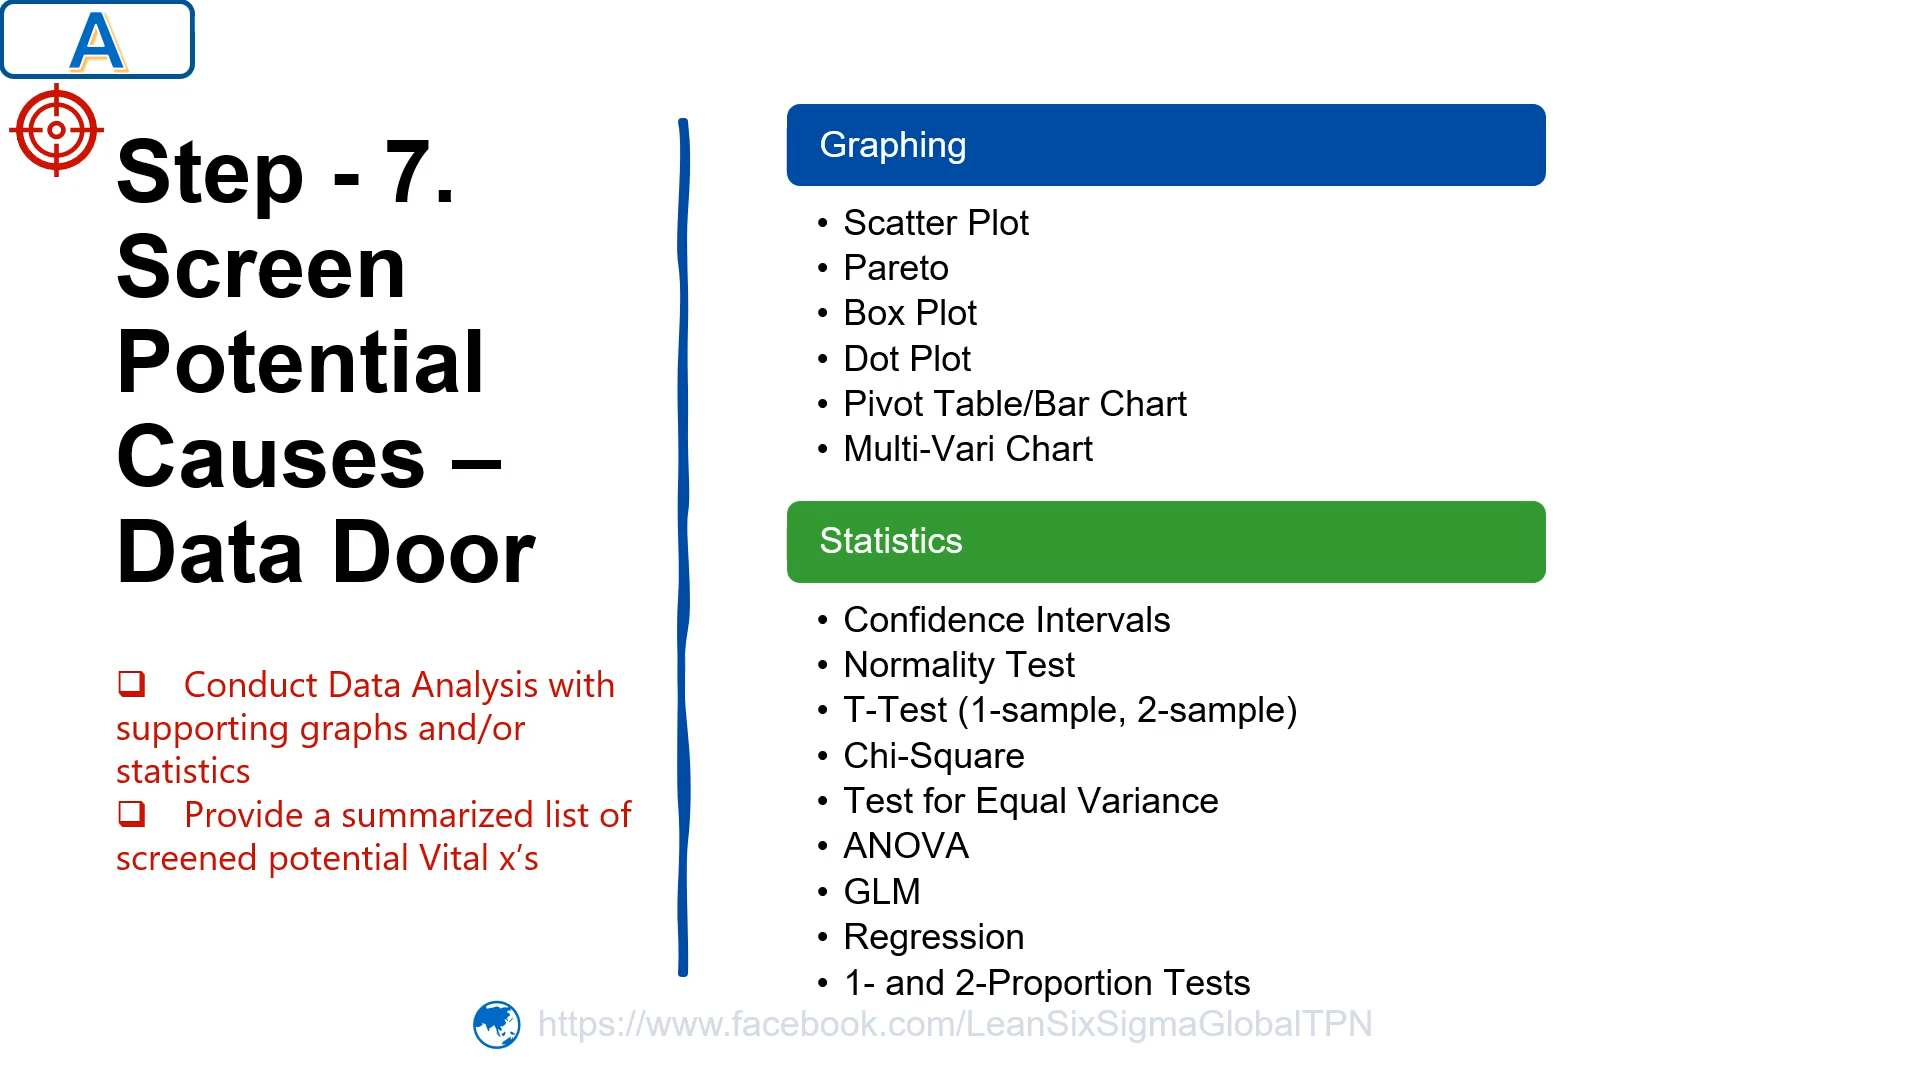 A
Step - 7.
Screen
Potential
Causes –
Data Door
❑ Conduct Data Analysis with
supporting graphs and/or
statistics
❑ Provide a summarized list of
screened potential Vital x’s
Graphing
• Scatter Plot
• Pareto
• Box Plot
• Dot Plot
• Pivot Table/Bar Chart
• Multi-Vari Chart
Statistics
• Confidence Intervals
• Normality Test
• T-Test (1-sample, 2-sample)
• Chi-Square
• Test for Equal Variance
• ANOVA
• GLM
• Regression
• 1- and 2-Proportion Tests
https://www.facebook.com/LeanSixSigmaGlobalTPN